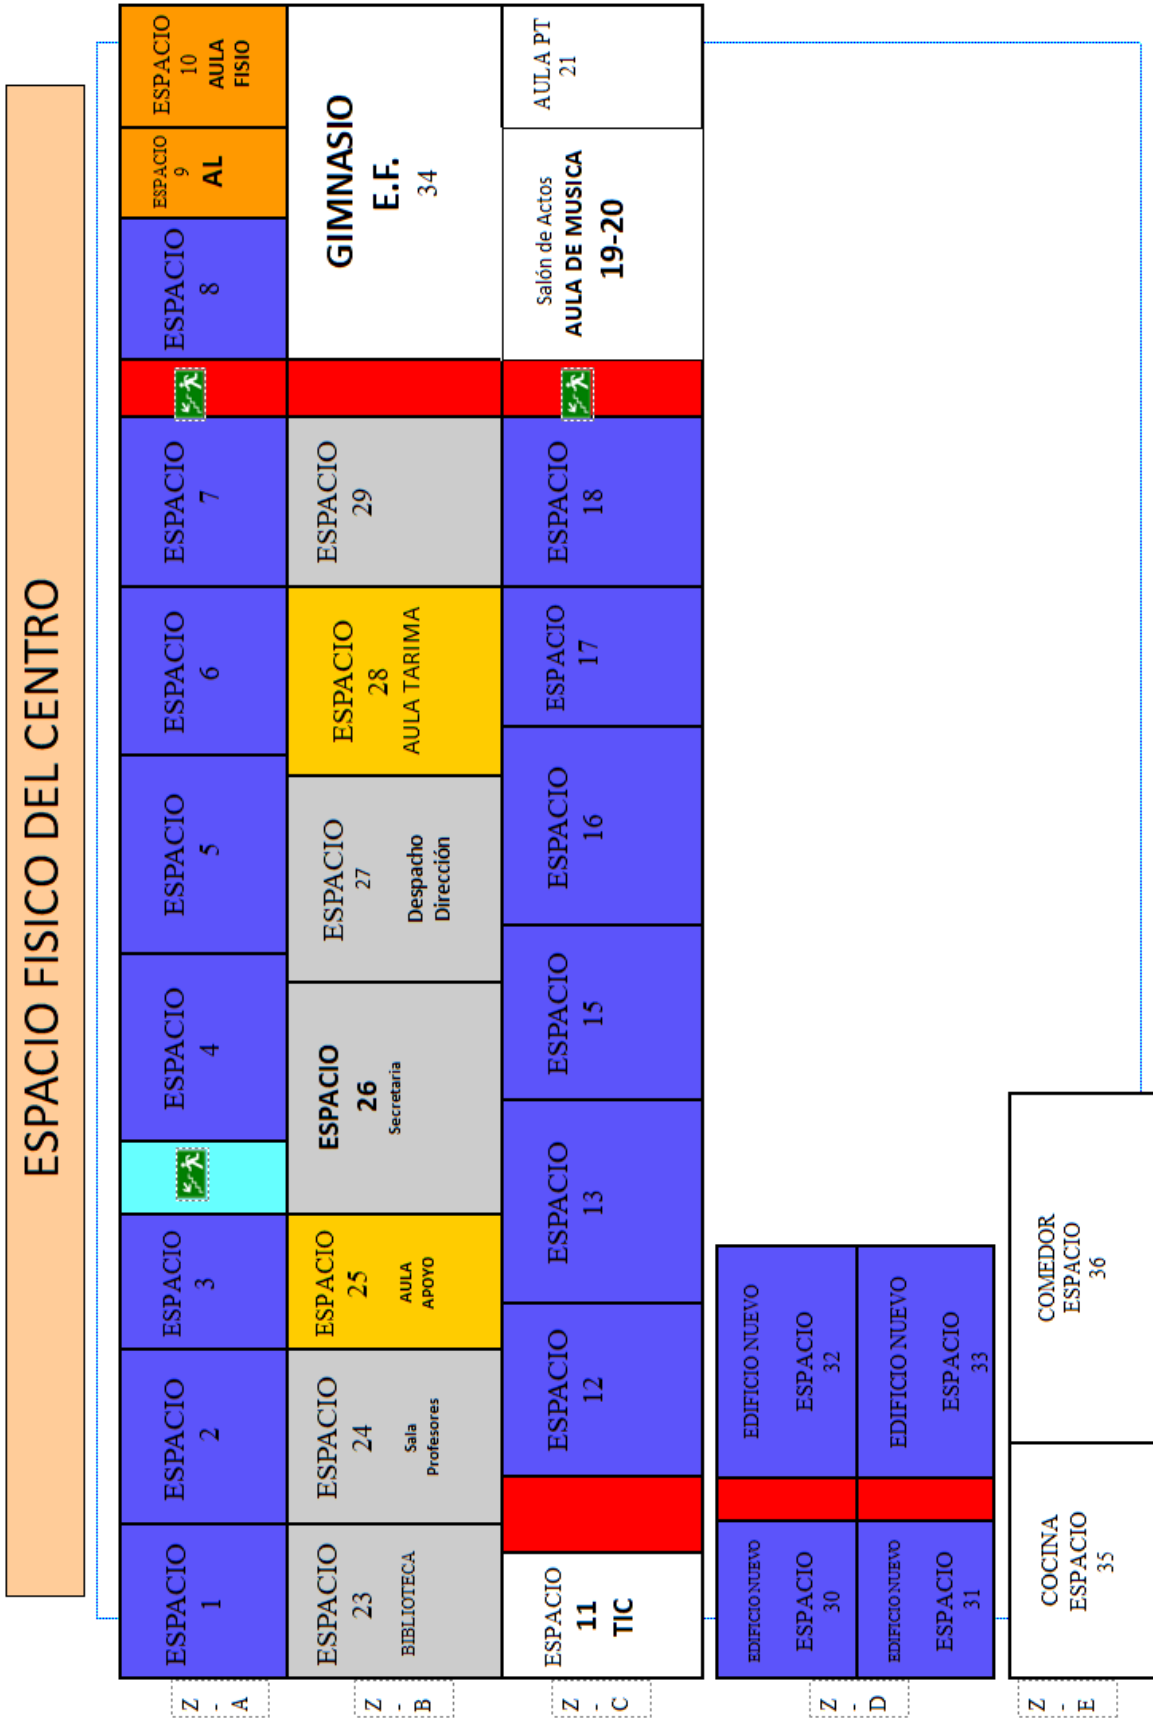 ESPACIO FISICO DEL CENTRO
Z
-
A
ESPACIO
1
ESPACIO
2
ESPACIO
3
ESPACIO
4
ESPACIO
5
ESPACIO
6
ESPACIO
7
ESPACIO
8
ESPACIO
9
AL
ESPACIO
10
AULA
FISIO
Z
-
B
ESPACIO
23
BIBLIOTECA
ESPACIO
24
Sala
Profesores
ESPACIO
25
AULA
APOYO
ESPACIO
26
Secretaria
ESPACIO
27
Despacho
Dirección
ESPACIO
28
AULA TARIMA
ESPACIO
29
GIMNASIO
E.F.
34
Z
-
C
ESPACIO
11
TIC
ESPACIO
12
ESPACIO
13
ESPACIO
15
ESPACIO
16
ESPACIO
17
ESPACIO
18
Salón de Actos
AULA DE MUSICA
19-20
AULA PT
21
Z
-
D
EDIFICIO NUEVO
ESPACIO
30
EDIFICIO NUEVO
ESPACIO
32
EDIFICIO NUEVO
ESPACIO
31
EDIFICIO NUEVO
ESPACIO
33
Z
-
E
COCINA
ESPACIO
35
COMEDOR
ESPACIO
36